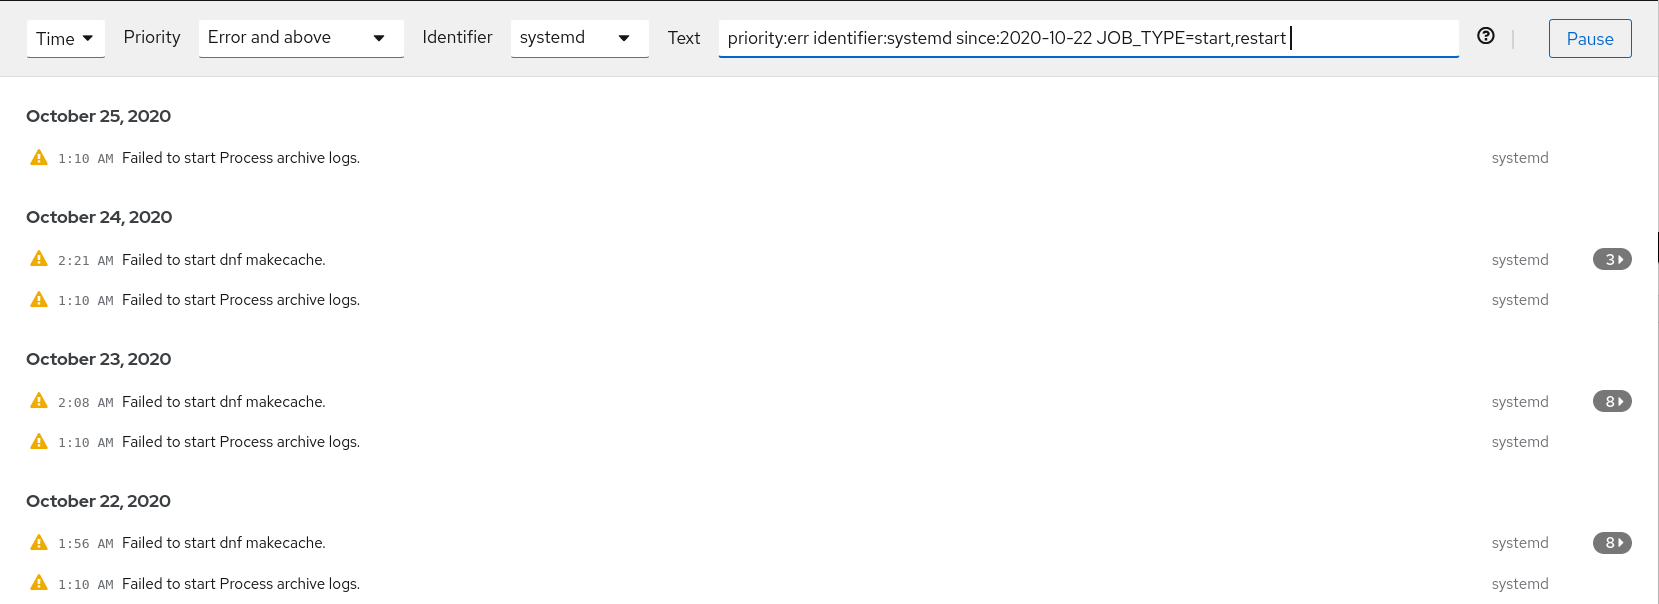 Time Priority Error and above Identifier systemd Text priority:err identifier:systemd since:2020-10-22 JOB_TYPE=start,restart Pause
October 25, 2020
1:10 AM Failed to start Process archive logs. systemd
October 24, 2020
2:21 AM Failed to start dnf makecache. systemd 3
1:10 AM Failed to start Process archive logs. systemd
October 23, 2020
2:08 AM Failed to start dnf makecache. systemd 8
1:10 AM Failed to start Process archive logs. systemd
October 22, 2020
1:56 AM Failed to start dnf makecache. systemd 8
1:10 AM Failed to start Process archive logs. systemd